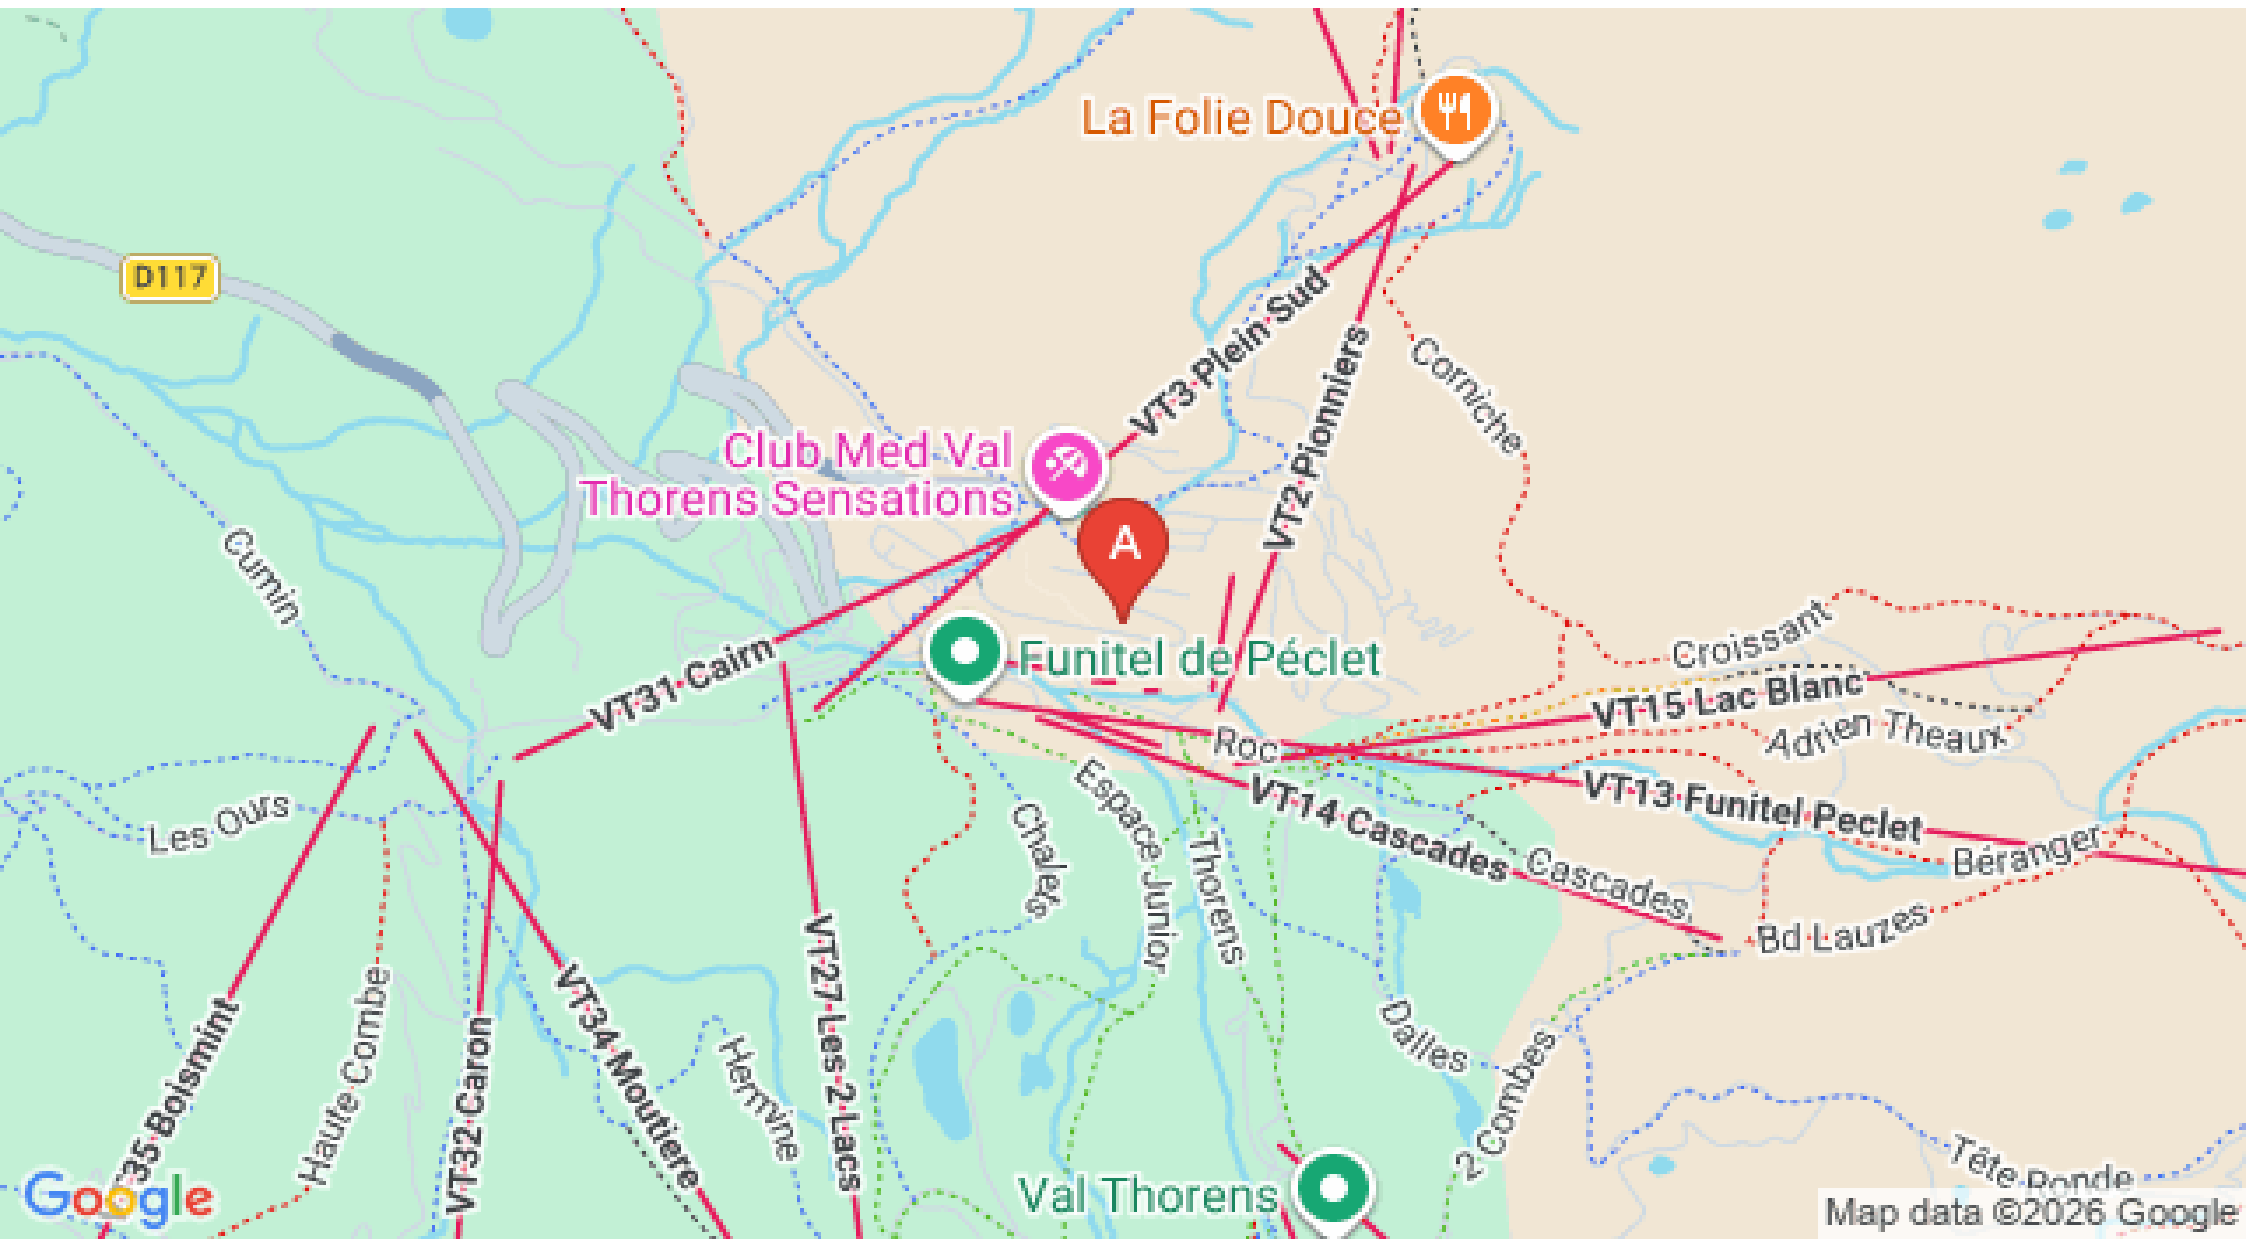 La Folie Douce
D117
VT3 Plein Sud
Corniche
VT2 Pionniers
Club Med Val
Thorens Sensations
A
Cumin
Croissant
Funitel de Péclet
VT31 Cairn
VT15 Lac Blanc
Adrien Theaux
Roc
VT13 Funitel Peclet
VT14 Cascades
Cascades
Béranger
Les Ours
Chalets
Espace Junior
Thorens
Bd Lauzes
VT27 Les 2 Lacs
VT34 Moutiere
Haute Combe
35 Boismint
VT32 Caron
Hermine
Dalles
2 Combes
Tête Ronde
Val Thorens
Google
Map data ©2026 Google